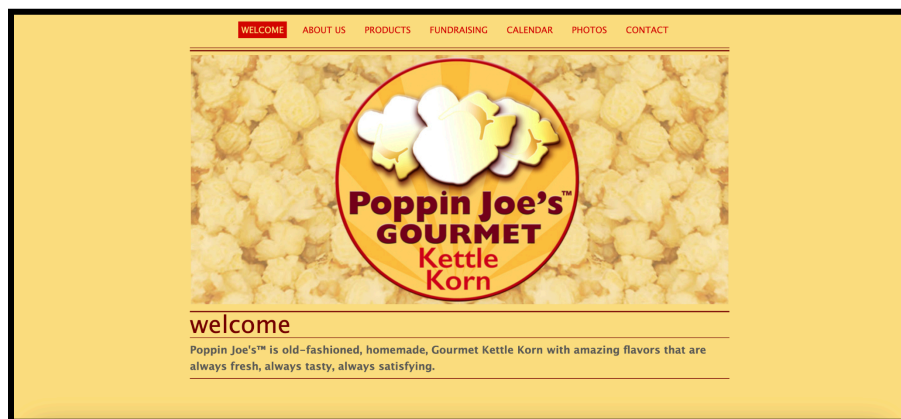 WELCOME ABOUT US PRODUCTS FUNDRAISING CALENDAR PHOTOS CONTACT
Poppin Joe's™
GOURMET
Kettle
Korn
welcome
Poppin Joe's™ is old-fashioned, homemade, Gourmet Kettle Korn with amazing flavors that are
always fresh, always tasty, always satisfying.